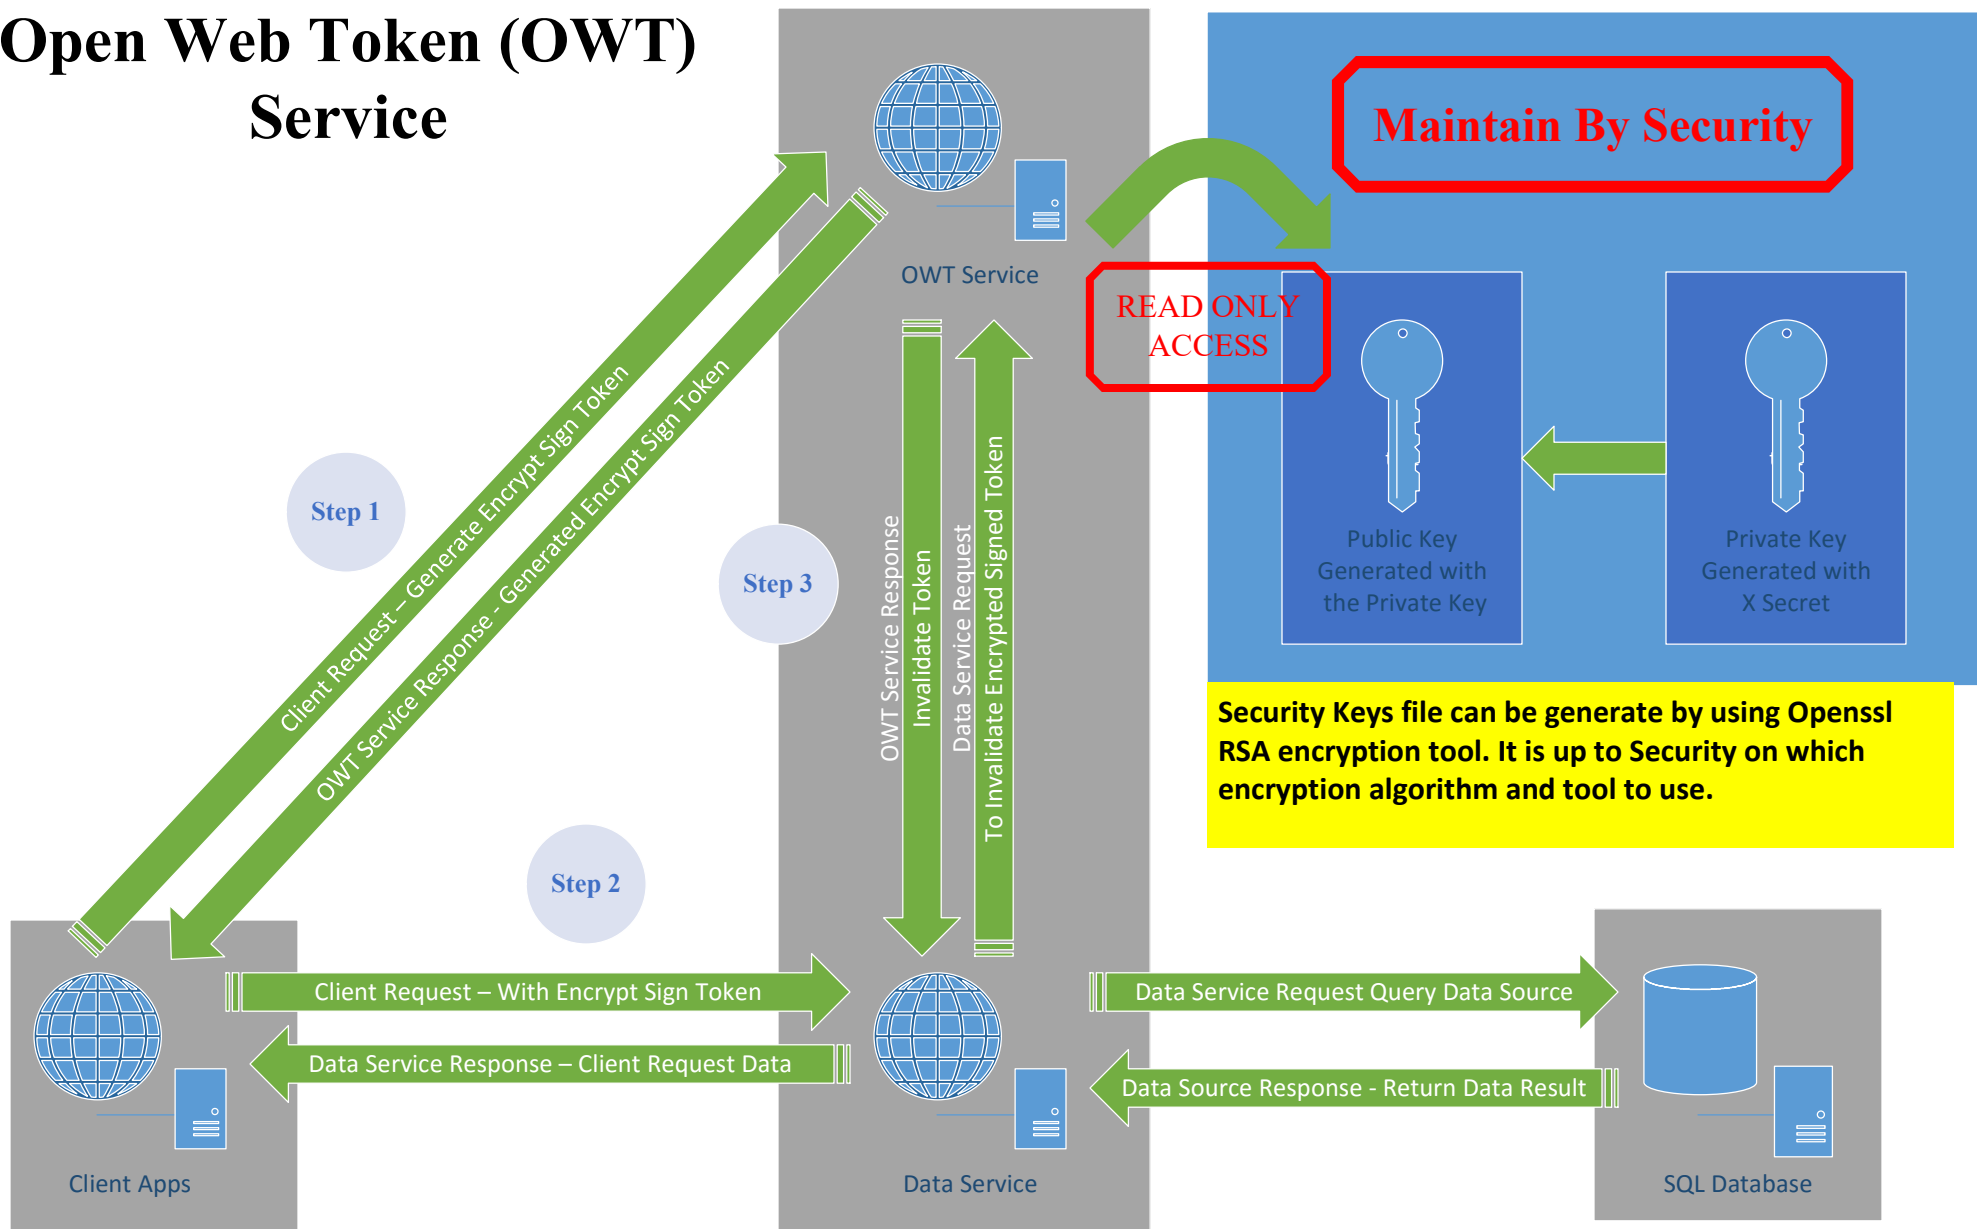 Open Web Token (OWT)
Service
Maintain By Security
OWT Service
READ ONLY
ACCESS
Client Request – Generate Encrypt Sign Token
OWT Service Response - Generated Encrypt Sign Token
Step 1
Step 3
OWT Service Response
Invalidate Token
Data Service Request
To Invalidate Encrypted Signed Token
Public Key
Generated with
the Private Key
Private Key
Generated with
X Secret
Security Keys file can be generate by using Openssl
RSA encryption tool. It is up to Security on which
encryption algorithm and tool to use.
Step 2
Client Request – With Encrypt Sign Token
Data Service Request Query Data Source
Data Service Response – Client Request Data
Data Source Response - Return Data Result
Client Apps
Data Service
SQL Database